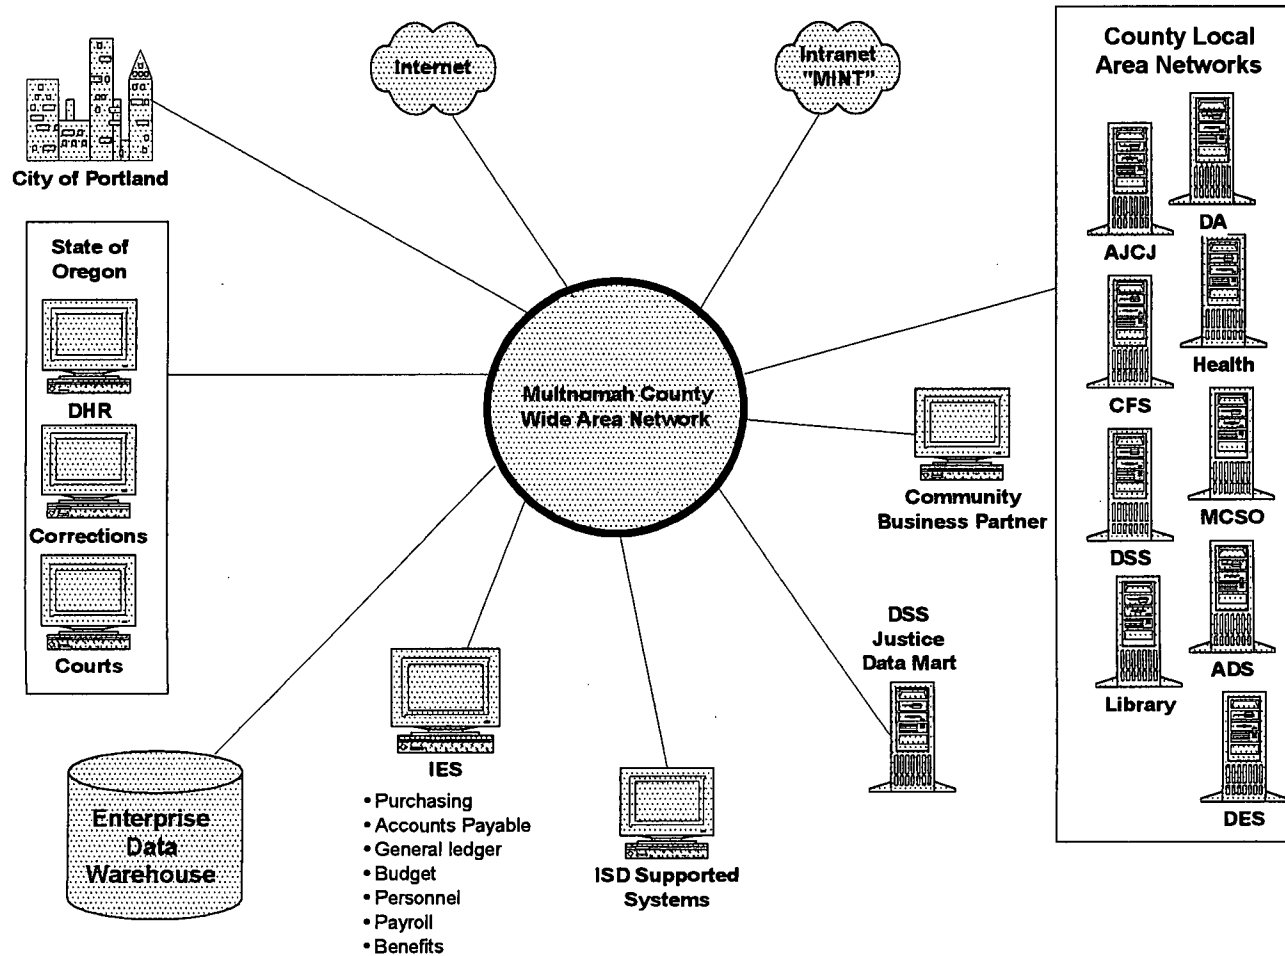 Internet
Intranet
"MINT"
County Local
Area Networks
City of Portland
DA
AJCJ
State of
Oregon
Health
DHR
CFS
Multnomah County
Wide Area Network
Community
Business Partner
MCSO
Corrections
DSS
DSS
Justice
Data Mart
Courts
ADS
Library
IES
• Purchasing
• Accounts Payable
• General ledger
• Budget
• Personnel
• Payroll
• Benefits
Enterprise
Data
Warehouse
ISD Supported
Systems
DES